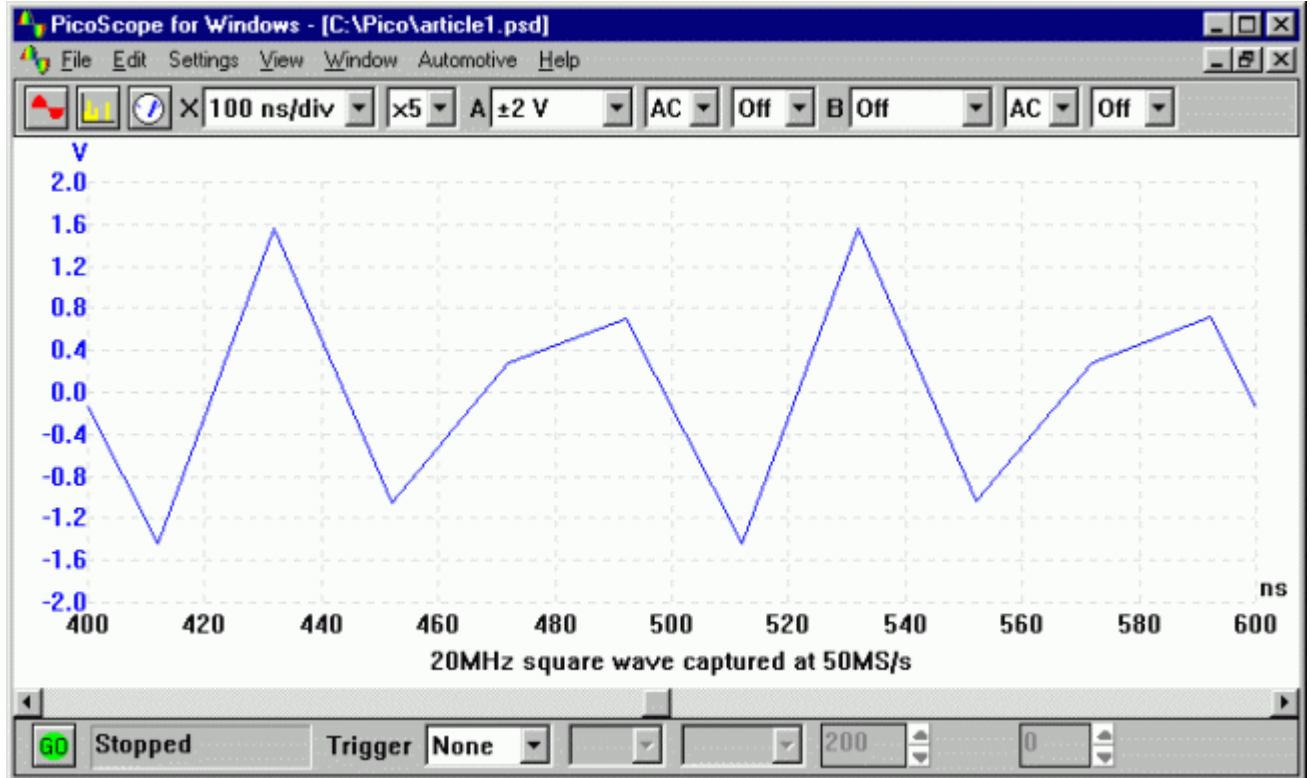 PicoScope for Windows - [C:\Pico\article1.psd]
File Edit Settings View Window Automotive Help
X 100 ns/div x5 A ±2 V AC Off B Off AC Off
V
2.0
1.6
1.2
0.8
0.4
0.0
-0.4
-0.8
-1.2
-1.6
-2.0
ns
400 420 440 460 480 500 520 540 560 580 600
20MHz square wave captured at 50MS/s
GO Stopped Trigger None 200 0